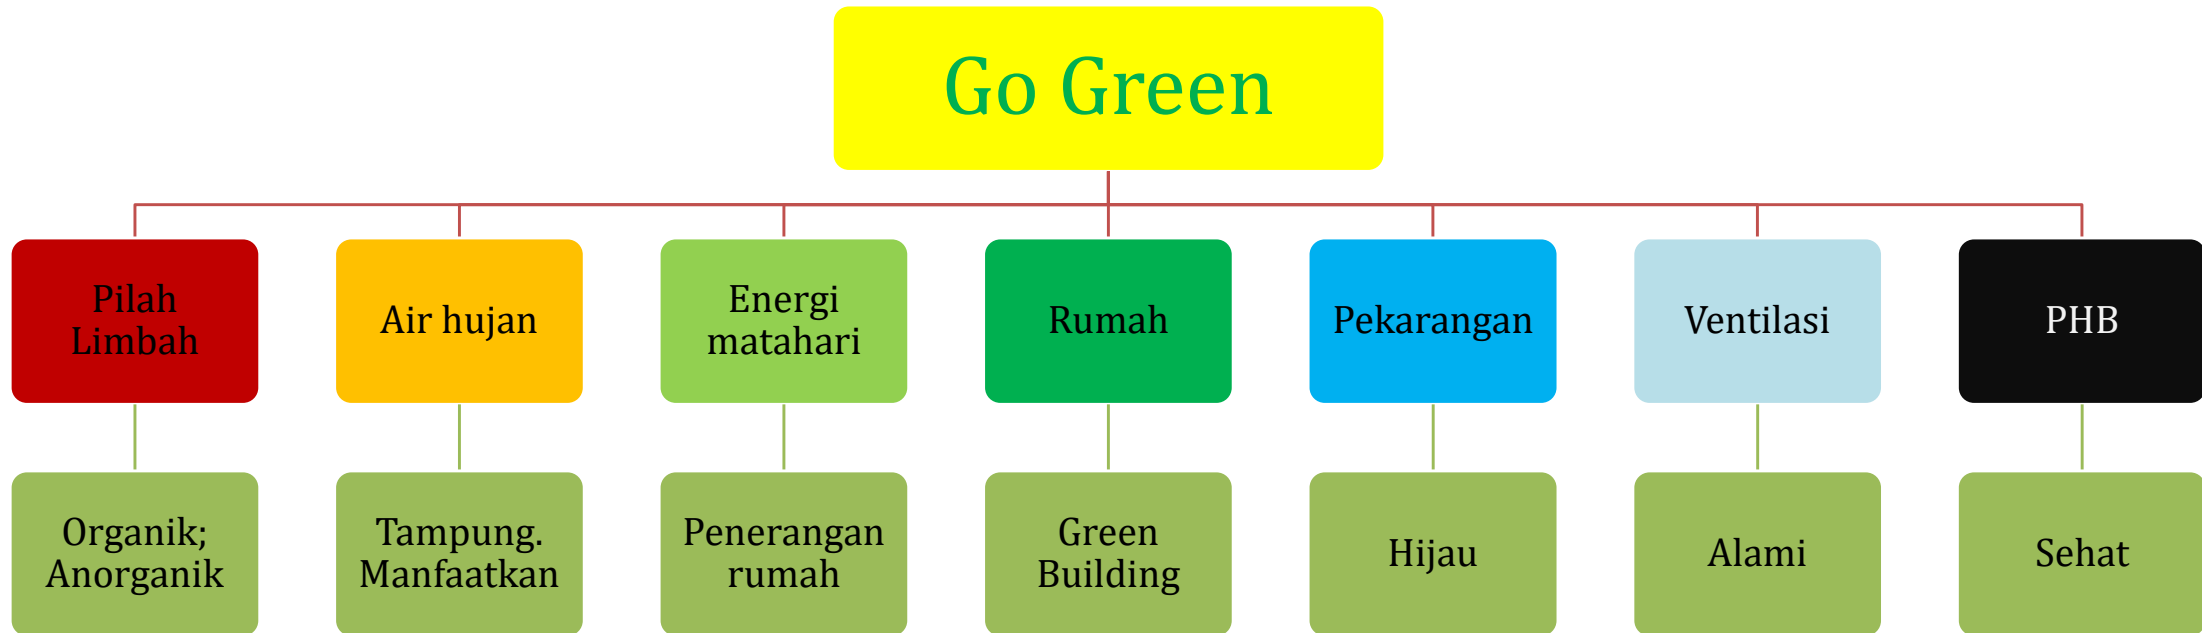 Go Green
Pilah
Limbah
Air hujan
Energi
matahari
Rumah
Pekarangan
Ventilasi
PHB
Organik;
Anorganik
Tampung.
Manfaatkan
Penerangan
rumah
Green
Building
Hijau
Alami
Sehat